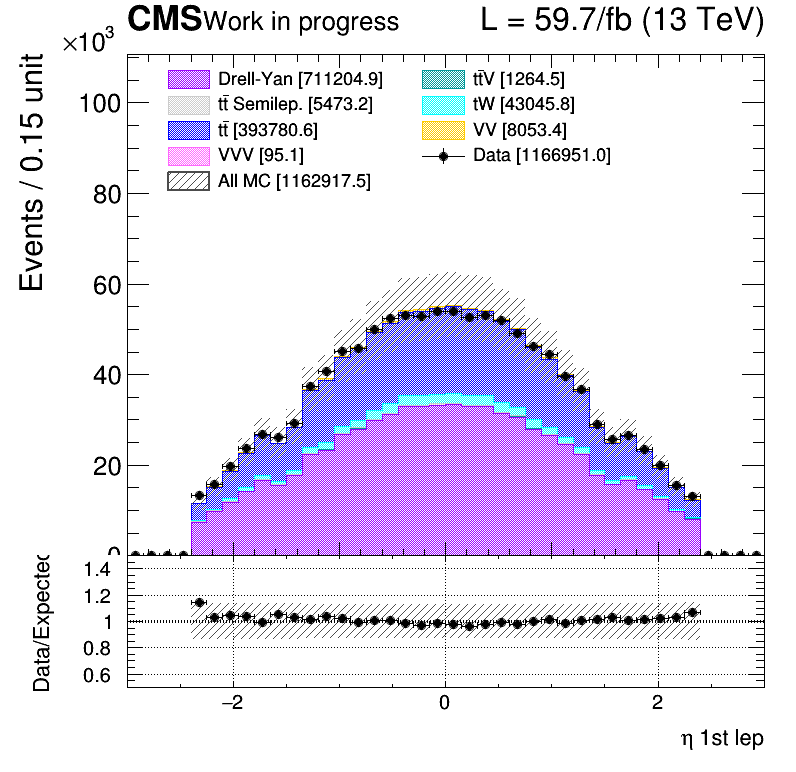 CMS Work in progress L = 59.7/fb (13 TeV)
×10³
Events / 0.15 unit
Drell-Yan [711204.9]
tt̄ Semilep. [5473.2]
tt̄ [393780.6]
VVV [95.1]
All MC [1162917.5]
tt̄V [1264.5]
tW [43045.8]
VV [8053.4]
Data [1166951.0]
100
80
60
40
20
0
Data/Expected
1.4
1.2
1
0.8
0.6
−2 0 2
η 1st lep